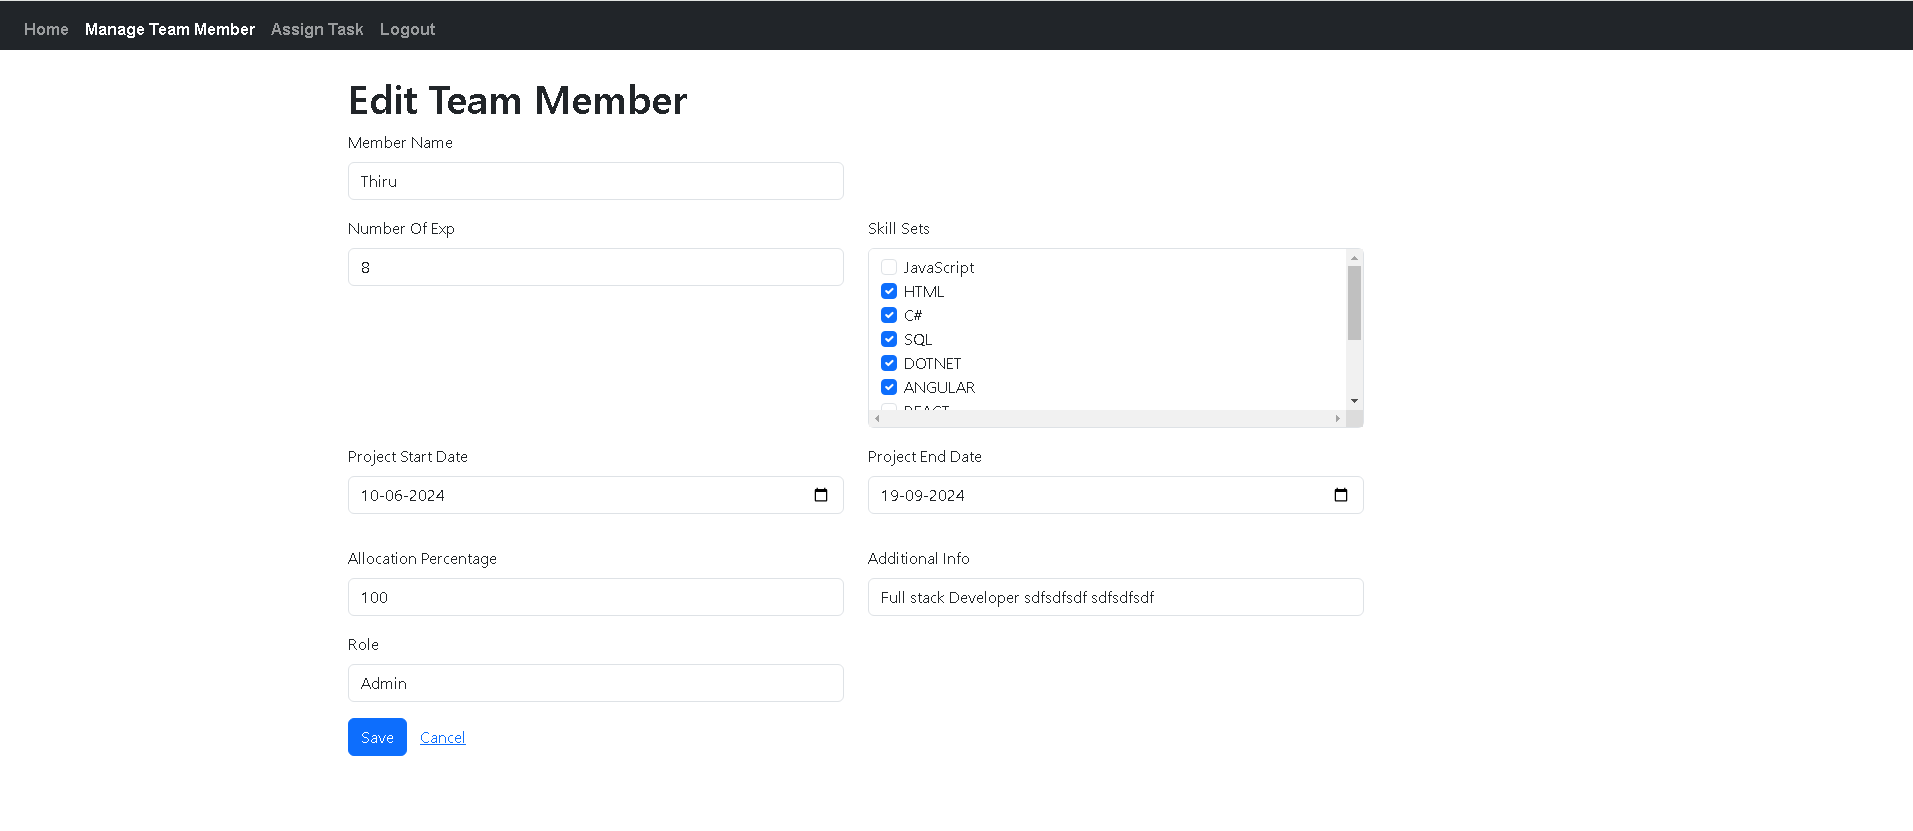 Home Manage Team Member Assign Task Logout
Edit Team Member
Member Name
Thiru
Number Of Exp
8
Skill Sets
JavaScript
HTML
C#
SQL
DOTNET
ANGULAR
REACT
Project Start Date
10-06-2024
Project End Date
19-09-2024
Allocation Percentage
100
Additional Info
Full stack Developer sdfsdfsdf sdfsdfsdf
Role
Admin
Save Cancel